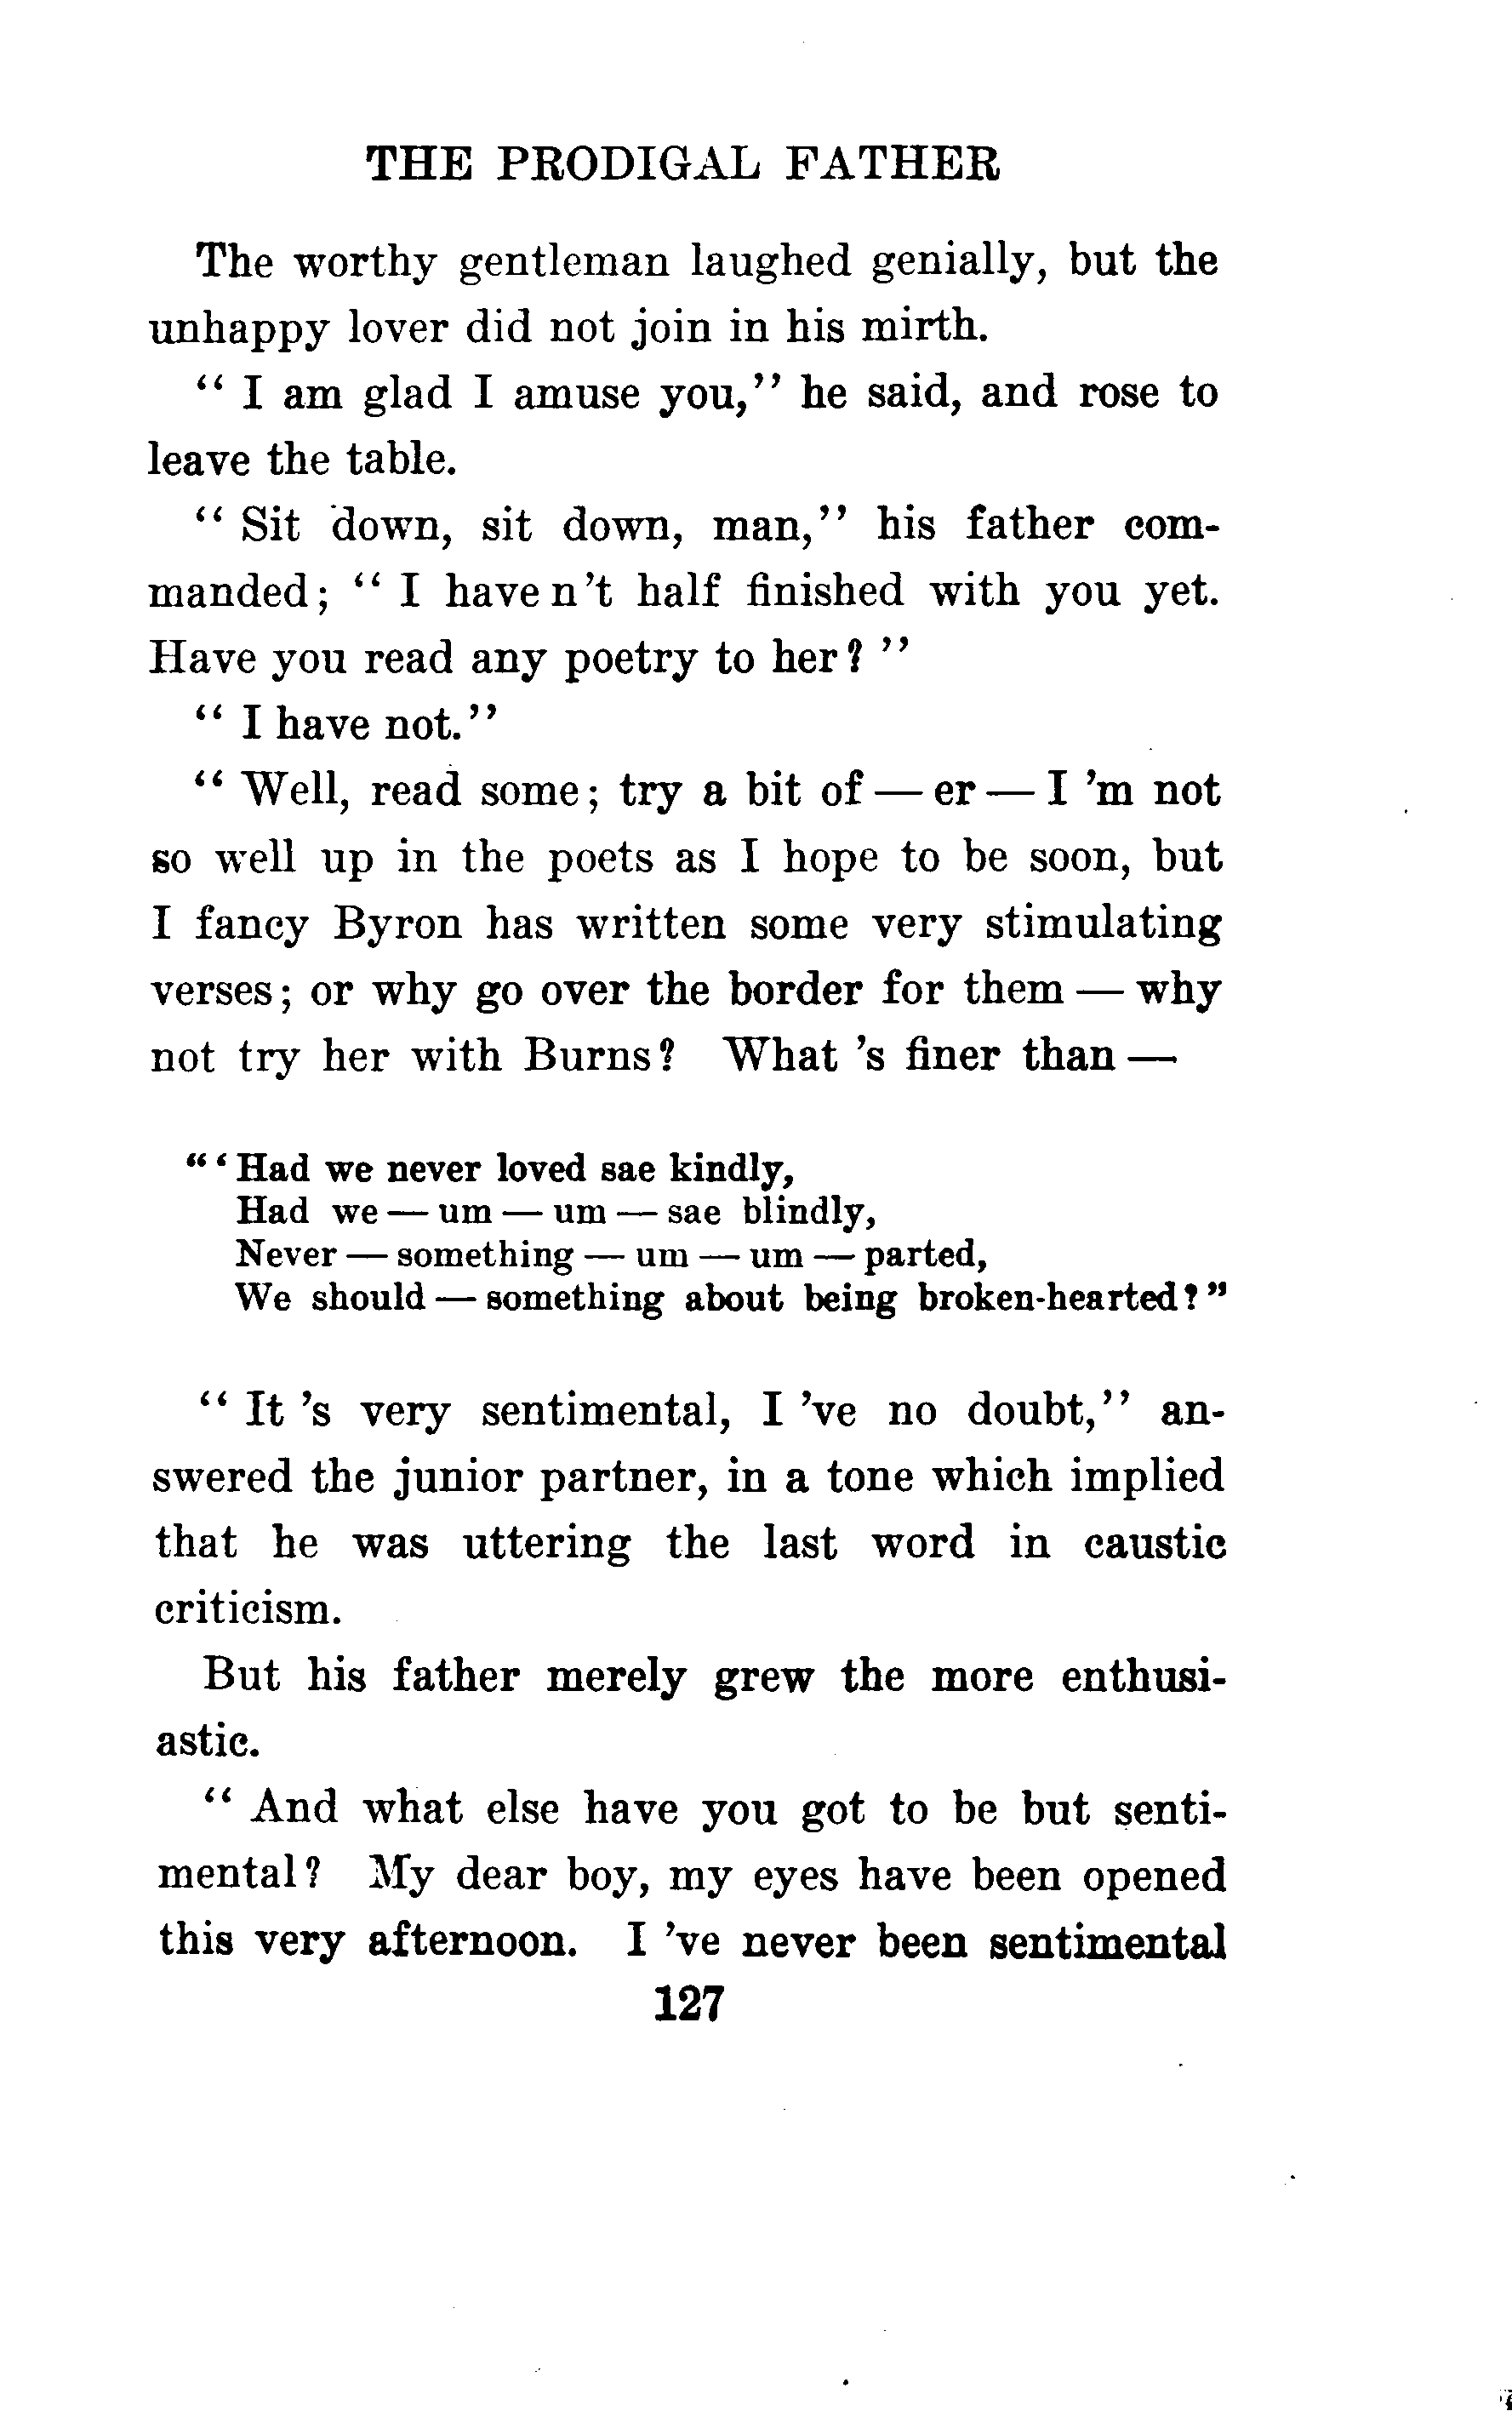 THE PRODIGAL FATHER
The worthy gentleman laughed genially, but the
unhappy lover did not join in his mirth.
“ I am glad I amuse you,” he said, and rose to
leave the table.
“ Sit down, sit down, man,” his father com-
manded; “ I have n’t half finished with you yet.
Have you read any poetry to her? ”
“ I have not.”
“ Well, read some; try a bit of — er — I ’m not
so well up in the poets as I hope to be soon, but
I fancy Byron has written some very stimulating
verses; or why go over the border for them — why
not try her with Burns? What ’s finer than —
“ ‘ Had we never loved sae kindly,
Had we — um — um — sae blindly,
Never — something — um — um — parted,
We should — something about being broken-hearted? ”
“ It ’s very sentimental, I ’ve no doubt,” an-
swered the junior partner, in a tone which implied
that he was uttering the last word in caustic
criticism.
But his father merely grew the more enthusi-
astic.
“ And what else have you got to be but senti-
mental? My dear boy, my eyes have been opened
this very afternoon. I ’ve never been sentimental
127